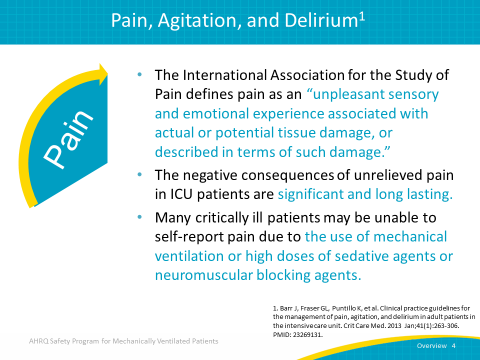 Pain, Agitation, and Delirium1
Pain
• The International Association for the Study of
Pain defines pain as an “unpleasant sensory
and emotional experience associated with
actual or potential tissue damage, or
described in terms of such damage.”
• The negative consequences of unrelieved pain
in ICU patients are significant and long lasting.
• Many critically ill patients may be unable to
self-report pain due to the use of mechanical
ventilation or high doses of sedative agents or
neuromuscular blocking agents.
1. Barr J, Fraser GL, Puntillo K, et al. Clinical practice guidelines for
the management of pain, agitation, and delirium in adult patients in
the intensive care unit. Crit Care Med. 2013 Jan;41(1):263-306.
PMID: 23269131.
AHRQ Safety Program for Mechanically Ventilated Patients
Overview 4